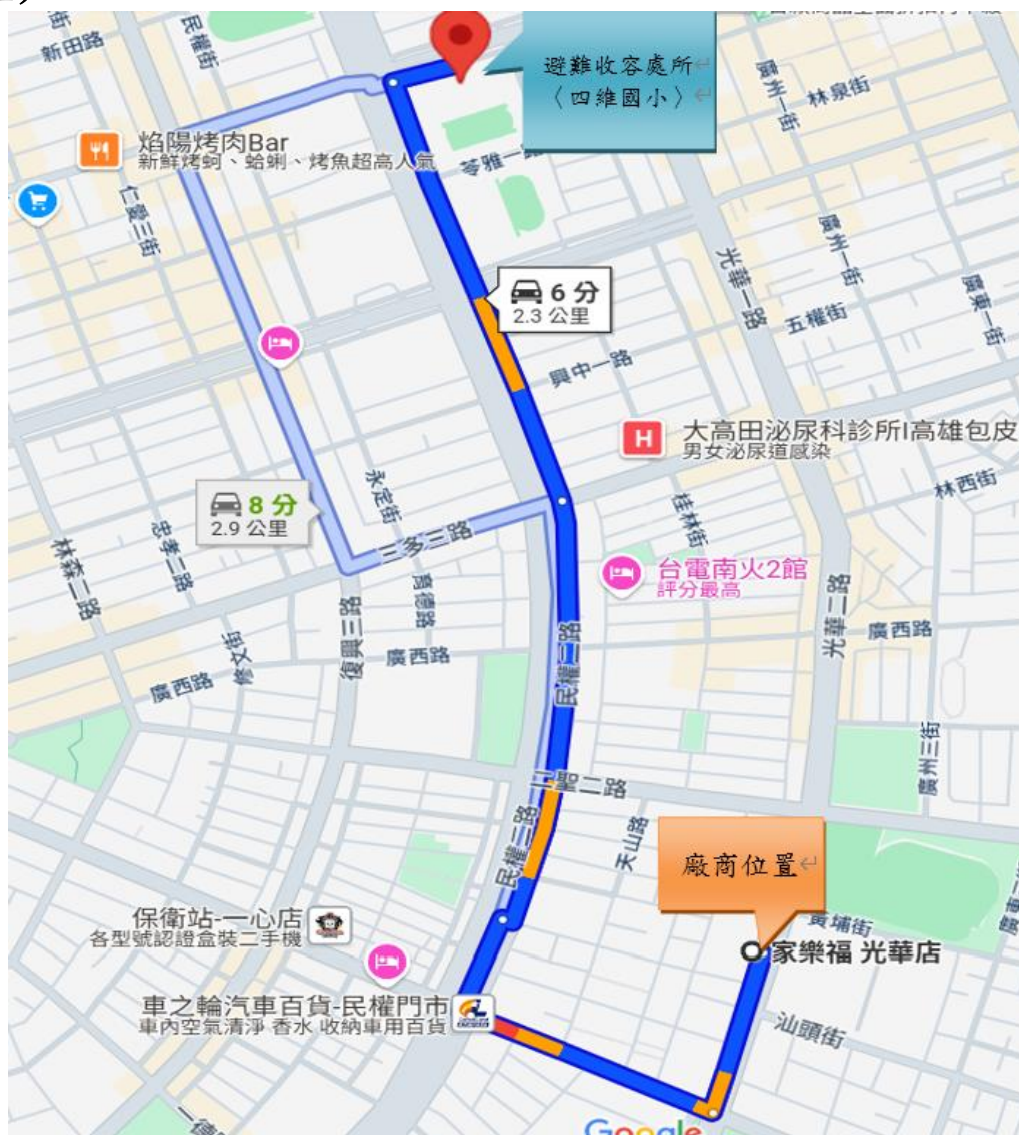 新田路
民權街
避難收容處所
〈四維國小〉
廣州一街
林泉街
焰陽烤肉Bar
新鮮烤蚵、蛤蜊、烤魚超高人氣
苓雅一路
仁愛三街
廣州一街
光華一路
廣東一街
6 分
2.3 公里
五權街
興中一路
大高田泌尿科診所I高雄包皮
男女泌尿道感染
H
8 分
2.9 公里
永定街
桂林街
林西街
忠孝二路
三多三路
林森二路
台電南火2館
評分最高
復興三路
光華二路
廣西路
修文街
廣西路
廣西路
民權二路
廣州三街
二聖二路
民權二路
天山路
廠商位置
保衛站-一心店
各型號認證盒裝二手機
黃埔街
家樂福 光華店
車之輪汽車百貨-民權門市
車內空氣清淨 香水 收納車用百貨
汕頭街
Google